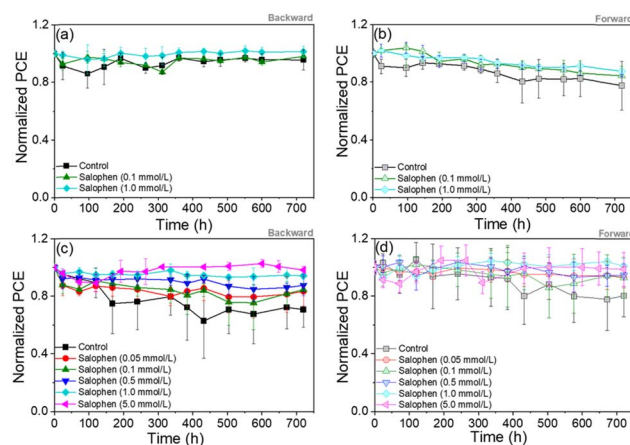 Backward
(a)
Normalized PCE
1.2
0.8
0.4
0.0
Control
Salophen (0.1 mmol/L)
Salophen (1.0 mmol/L)
0 100 200 300 400 500 600 700
Time (h)
Forward
(b)
Normalized PCE
1.2
0.8
0.4
0.0
Control
Salophen (0.1 mmol/L)
Salophen (1.0 mmol/L)
0 100 200 300 400 500 600 700
Time (h)
Backward
(c)
Normalized PCE
1.2
0.8
0.4
0.0
Control
Salophen (0.05 mmol/L)
Salophen (0.1 mmol/L)
Salophen (0.5 mmol/L)
Salophen (1.0 mmol/L)
Salophen (5.0 mmol/L)
0 100 200 300 400 500 600 700
Time (h)
(d)
Normalized PCE
1.2
0.8
0.4
0.0
Control
Salophen (0.05 mmol/L)
Salophen (0.1 mmol/L)
Salophen (0.5 mmol/L)
Salophen (1.0 mmol/L)
Salophen (5.0 mmol/L)
0 100 200 300 400 500 600 700
Time (h)